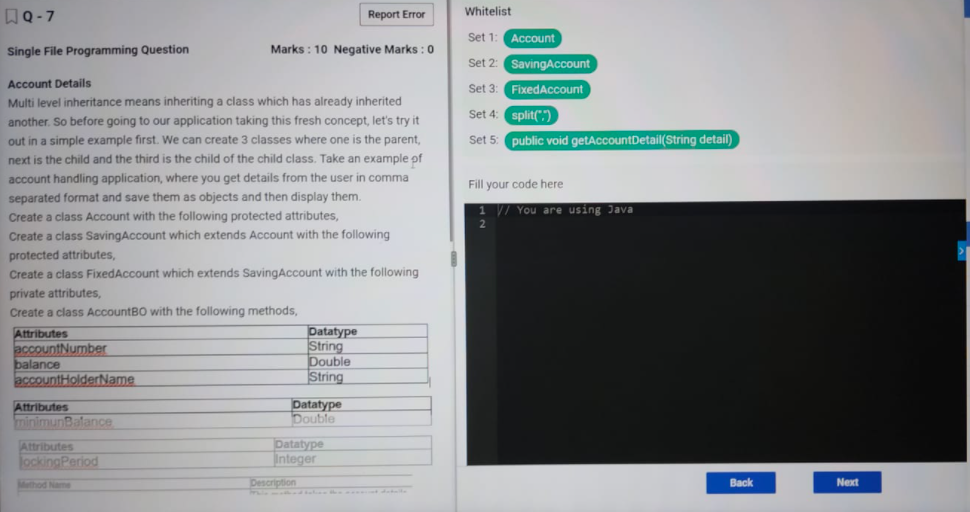 Q - 7
Report Error
Single File Programming Question
Marks : 10 Negative Marks : 0
Account Details
Multi level inheritance means inheriting a class which has already inherited
another. So before going to our application taking this fresh concept, let's try it
out in a simple example first. We can create 3 classes where one is the parent,
next is the child and the third is the child of the child class. Take an example of
account handling application, where you get details from the user in comma
separated format and save them as objects and then display them.
Create a class Account with the following protected attributes,
Create a class SavingAccount which extends Account with the following
protected attributes,
Create a class FixedAccount which extends SavingAccount with the following
private attributes,
Create a class AccountBO with the following methods,
Attributes Datatype
accountNumber String
balance Double
accountHolderName String
Attributes Datatype
minimunBalance Double
Attributes Datatype
lockingPeriod Integer
Method Name Description
This method takes the account details
Whitelist
Set 1: Account
Set 2: SavingAccount
Set 3: FixedAccount
Set 4: split(",")
Set 5: public void getAccountDetail(String detail)
Fill your code here
1 // You are using Java
2
Back
Next